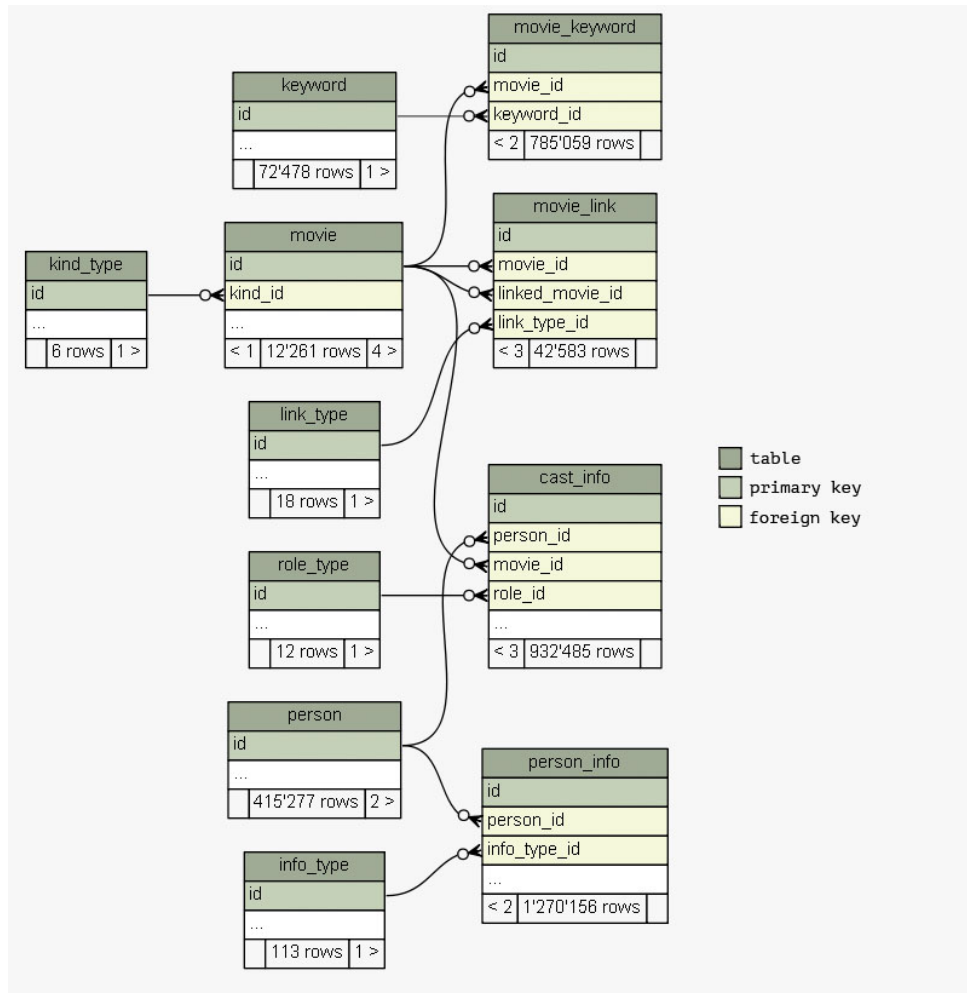 movie_keyword
id
movie_id
keyword_id
< 2 785'059 rows
keyword
id
...
72'478 rows 1 >
movie_link
id
movie_id
linked_movie_id
link_type_id
< 3 42'583 rows
movie
id
kind_id
...
< 1 12'261 rows 4 >
kind_type
id
...
6 rows 1 >
link_type
id
...
18 rows 1 >
table
primary key
foreign key
cast_info
id
person_id
movie_id
role_id
...
< 3 932'485 rows
role_type
id
...
12 rows 1 >
person
id
...
415'277 rows 2 >
person_info
id
person_id
info_type_id
...
< 2 1'270'156 rows
info_type
id
...
113 rows 1 >